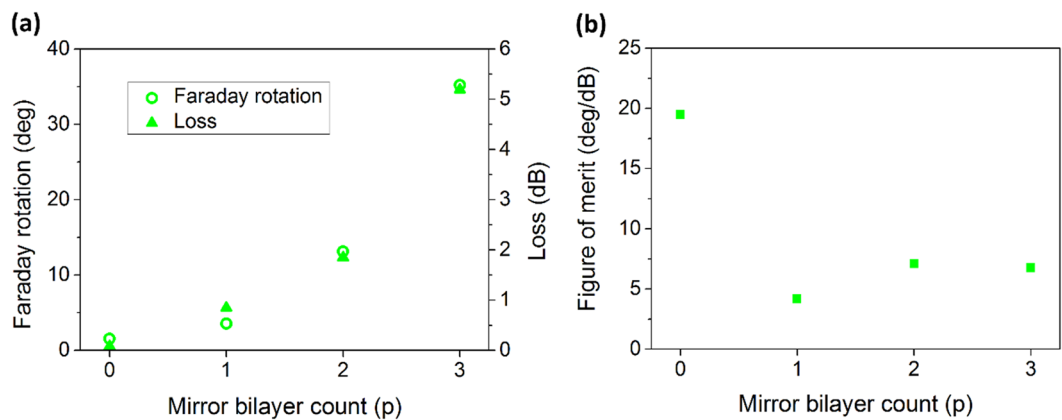 (a)
40
30
20
10
0
Faraday rotation (deg)
Faraday rotation
Loss
6
5
4
3
2
1
0
Loss (dB)
0 1 2 3
Mirror bilayer count (p)
(b)
25
20
15
10
5
0
Figure of merit (deg/dB)
0 1 2 3
Mirror bilayer count (p)